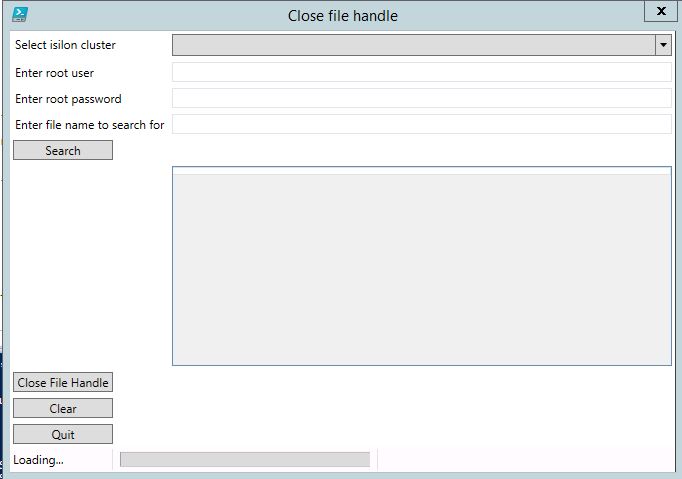 Close file handle
x
Select isilon cluster
Enter root user
Enter root password
Enter file name to search for
Search
Close File Handle
Clear
Quit
Loading...